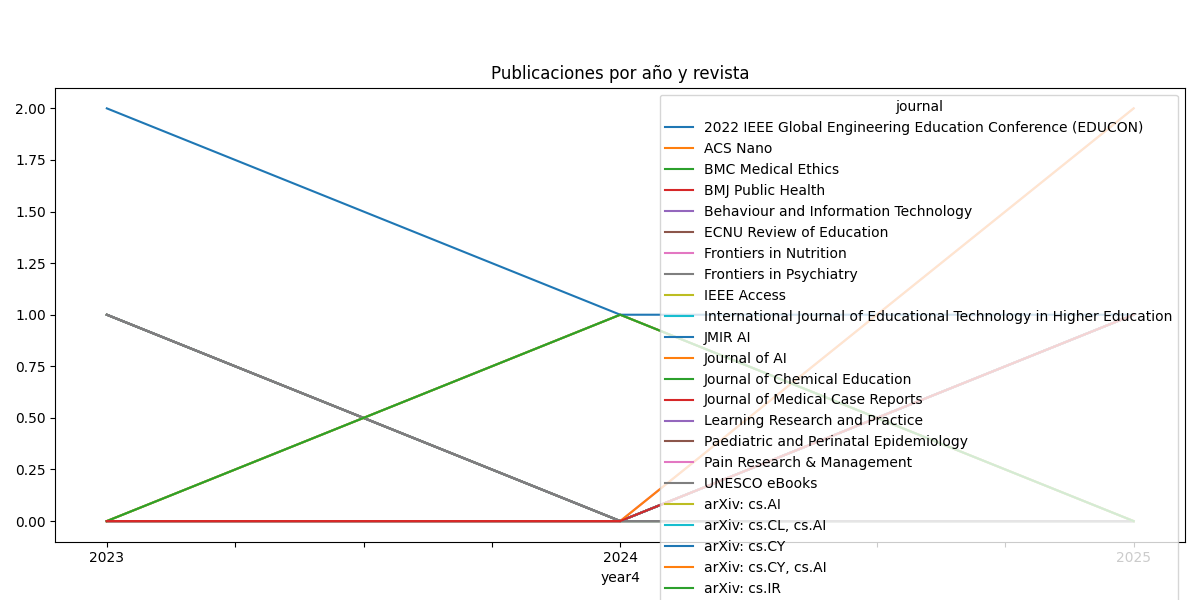 Publicaciones por año y revista
2.00
1.75
1.50
1.25
1.00
0.75
0.50
0.25
0.00
journal
2022 IEEE Global Engineering Education Conference (EDUCON)
ACS Nano
BMC Medical Ethics
BMJ Public Health
Behaviour and Information Technology
ECNU Review of Education
Frontiers in Nutrition
Frontiers in Psychiatry
IEEE Access
International Journal of Educational Technology in Higher Education
JMIR AI
Journal of AI
Journal of Chemical Education
Journal of Medical Case Reports
Learning Research and Practice
Paediatric and Perinatal Epidemiology
Pain Research & Management
UNESCO eBooks
arXiv: cs.AI
arXiv: cs.CL, cs.AI
arXiv: cs.CY
arXiv: cs.CY, cs.AI
arXiv: cs.IR
2023 2024 2025
year4